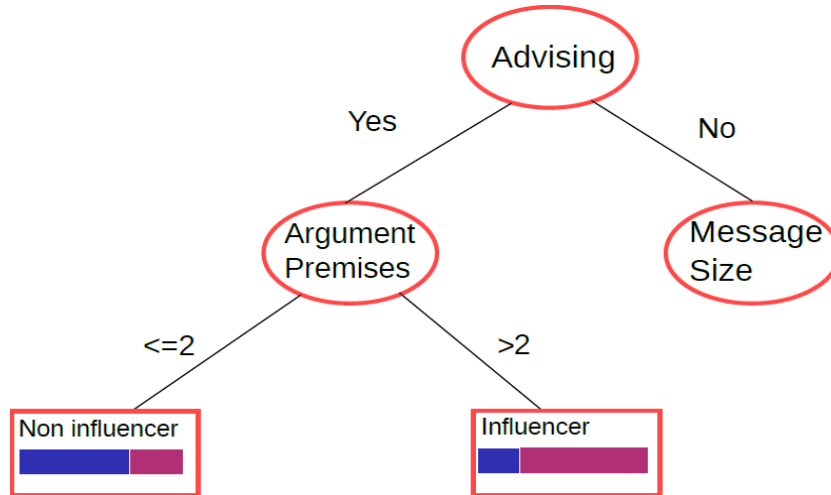 Advising
Yes
No
Argument
Premises
Message
Size
<=2
>2
Non influencer
Influencer